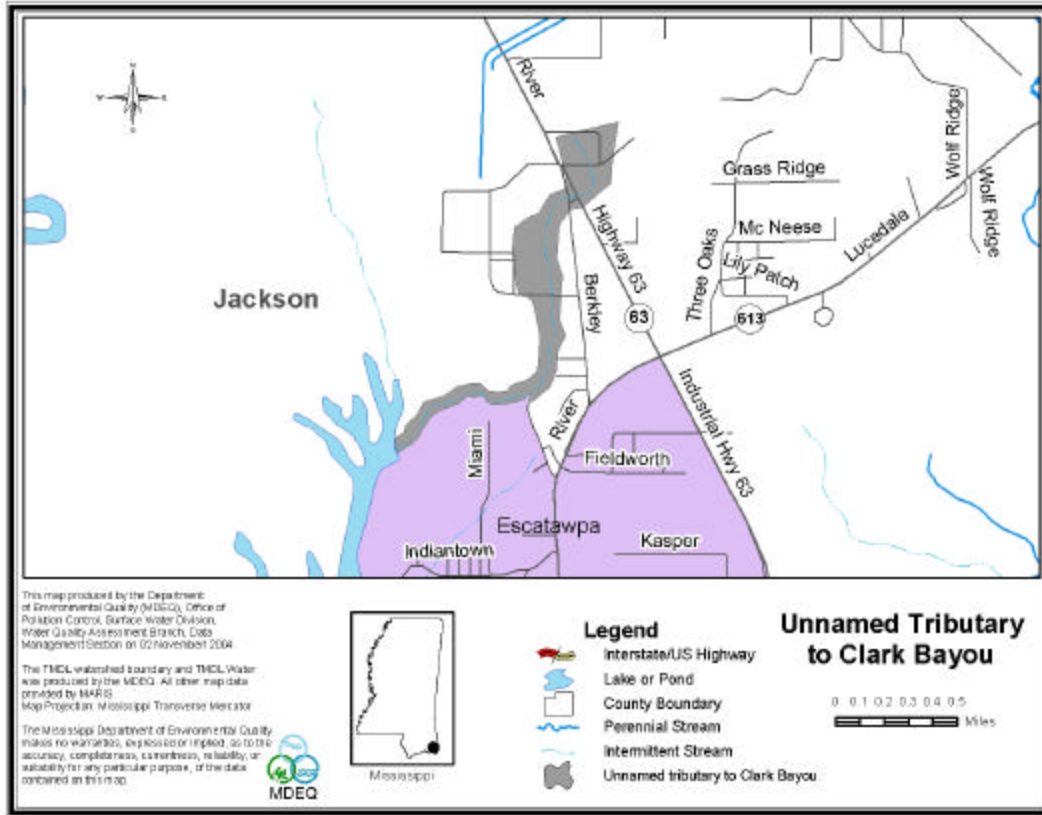 N
W
E
S
River
Highway 63
Berkley
Grass Ridge
Wolf Ridge
Wolf Ridge
Mc Neese
Lily Patch
Three Oaks
Lucedale
Jackson
63
613
Industrial Hwy 63
River
Miami
Fieldworth
Escatawpa
Kasper
Indiantown
This map produced by the Department
of Environmental Quality (MDEQ), Office of
Pollution Control, Surface Water Division,
Water Quality Assessment Branch, Data
Management Section on 02 November 2004.
The TMDL watershed boundary and TMDL Water
was produced by the MDEQ. All other map data
provided by MARIS.
Map Projection: Mississippi Transverse Mercator
The Mississippi Department of Environmental Quality
makes no warranties, expressed or implied, as to the
accuracy, completeness, currentness, reliability, or
suitability for any particular purpose, of the data
contained on this map.
MDEQ
Mississippi
Legend
Interstate/US Highway
Lake or Pond
County Boundary
Perennial Stream
Intermittent Stream
Unnamed tributary to Clark Bayou
Unnamed Tributary
to Clark Bayou
0 0.1 0.2 0.3 0.4 0.5
Miles